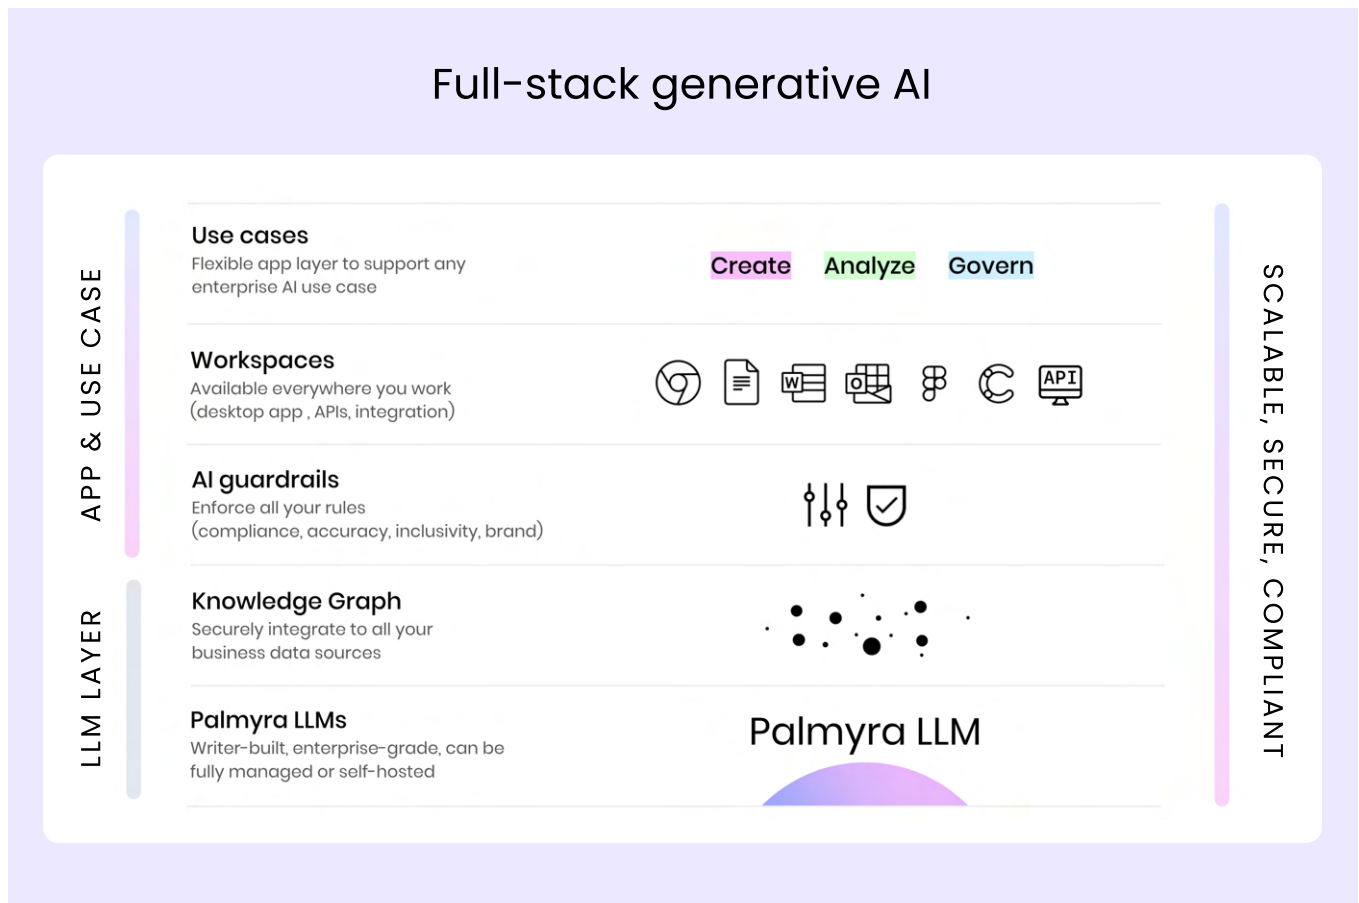 Full-stack generative AI
APP & USE CASE
Use cases
Flexible app layer to support any
enterprise AI use case
Create Analyze Govern
Workspaces
Available everywhere you work
(desktop app , APIs, integration)
W
O
API
AI guardrails
Enforce all your rules
(compliance, accuracy, inclusivity, brand)
LLM LAYER
Knowledge Graph
Securely integrate to all your
business data sources
Palmyra LLMs
Writer-built, enterprise-grade, can be
fully managed or self-hosted
Palmyra LLM
SCALABLE, SECURE, COMPLIANT